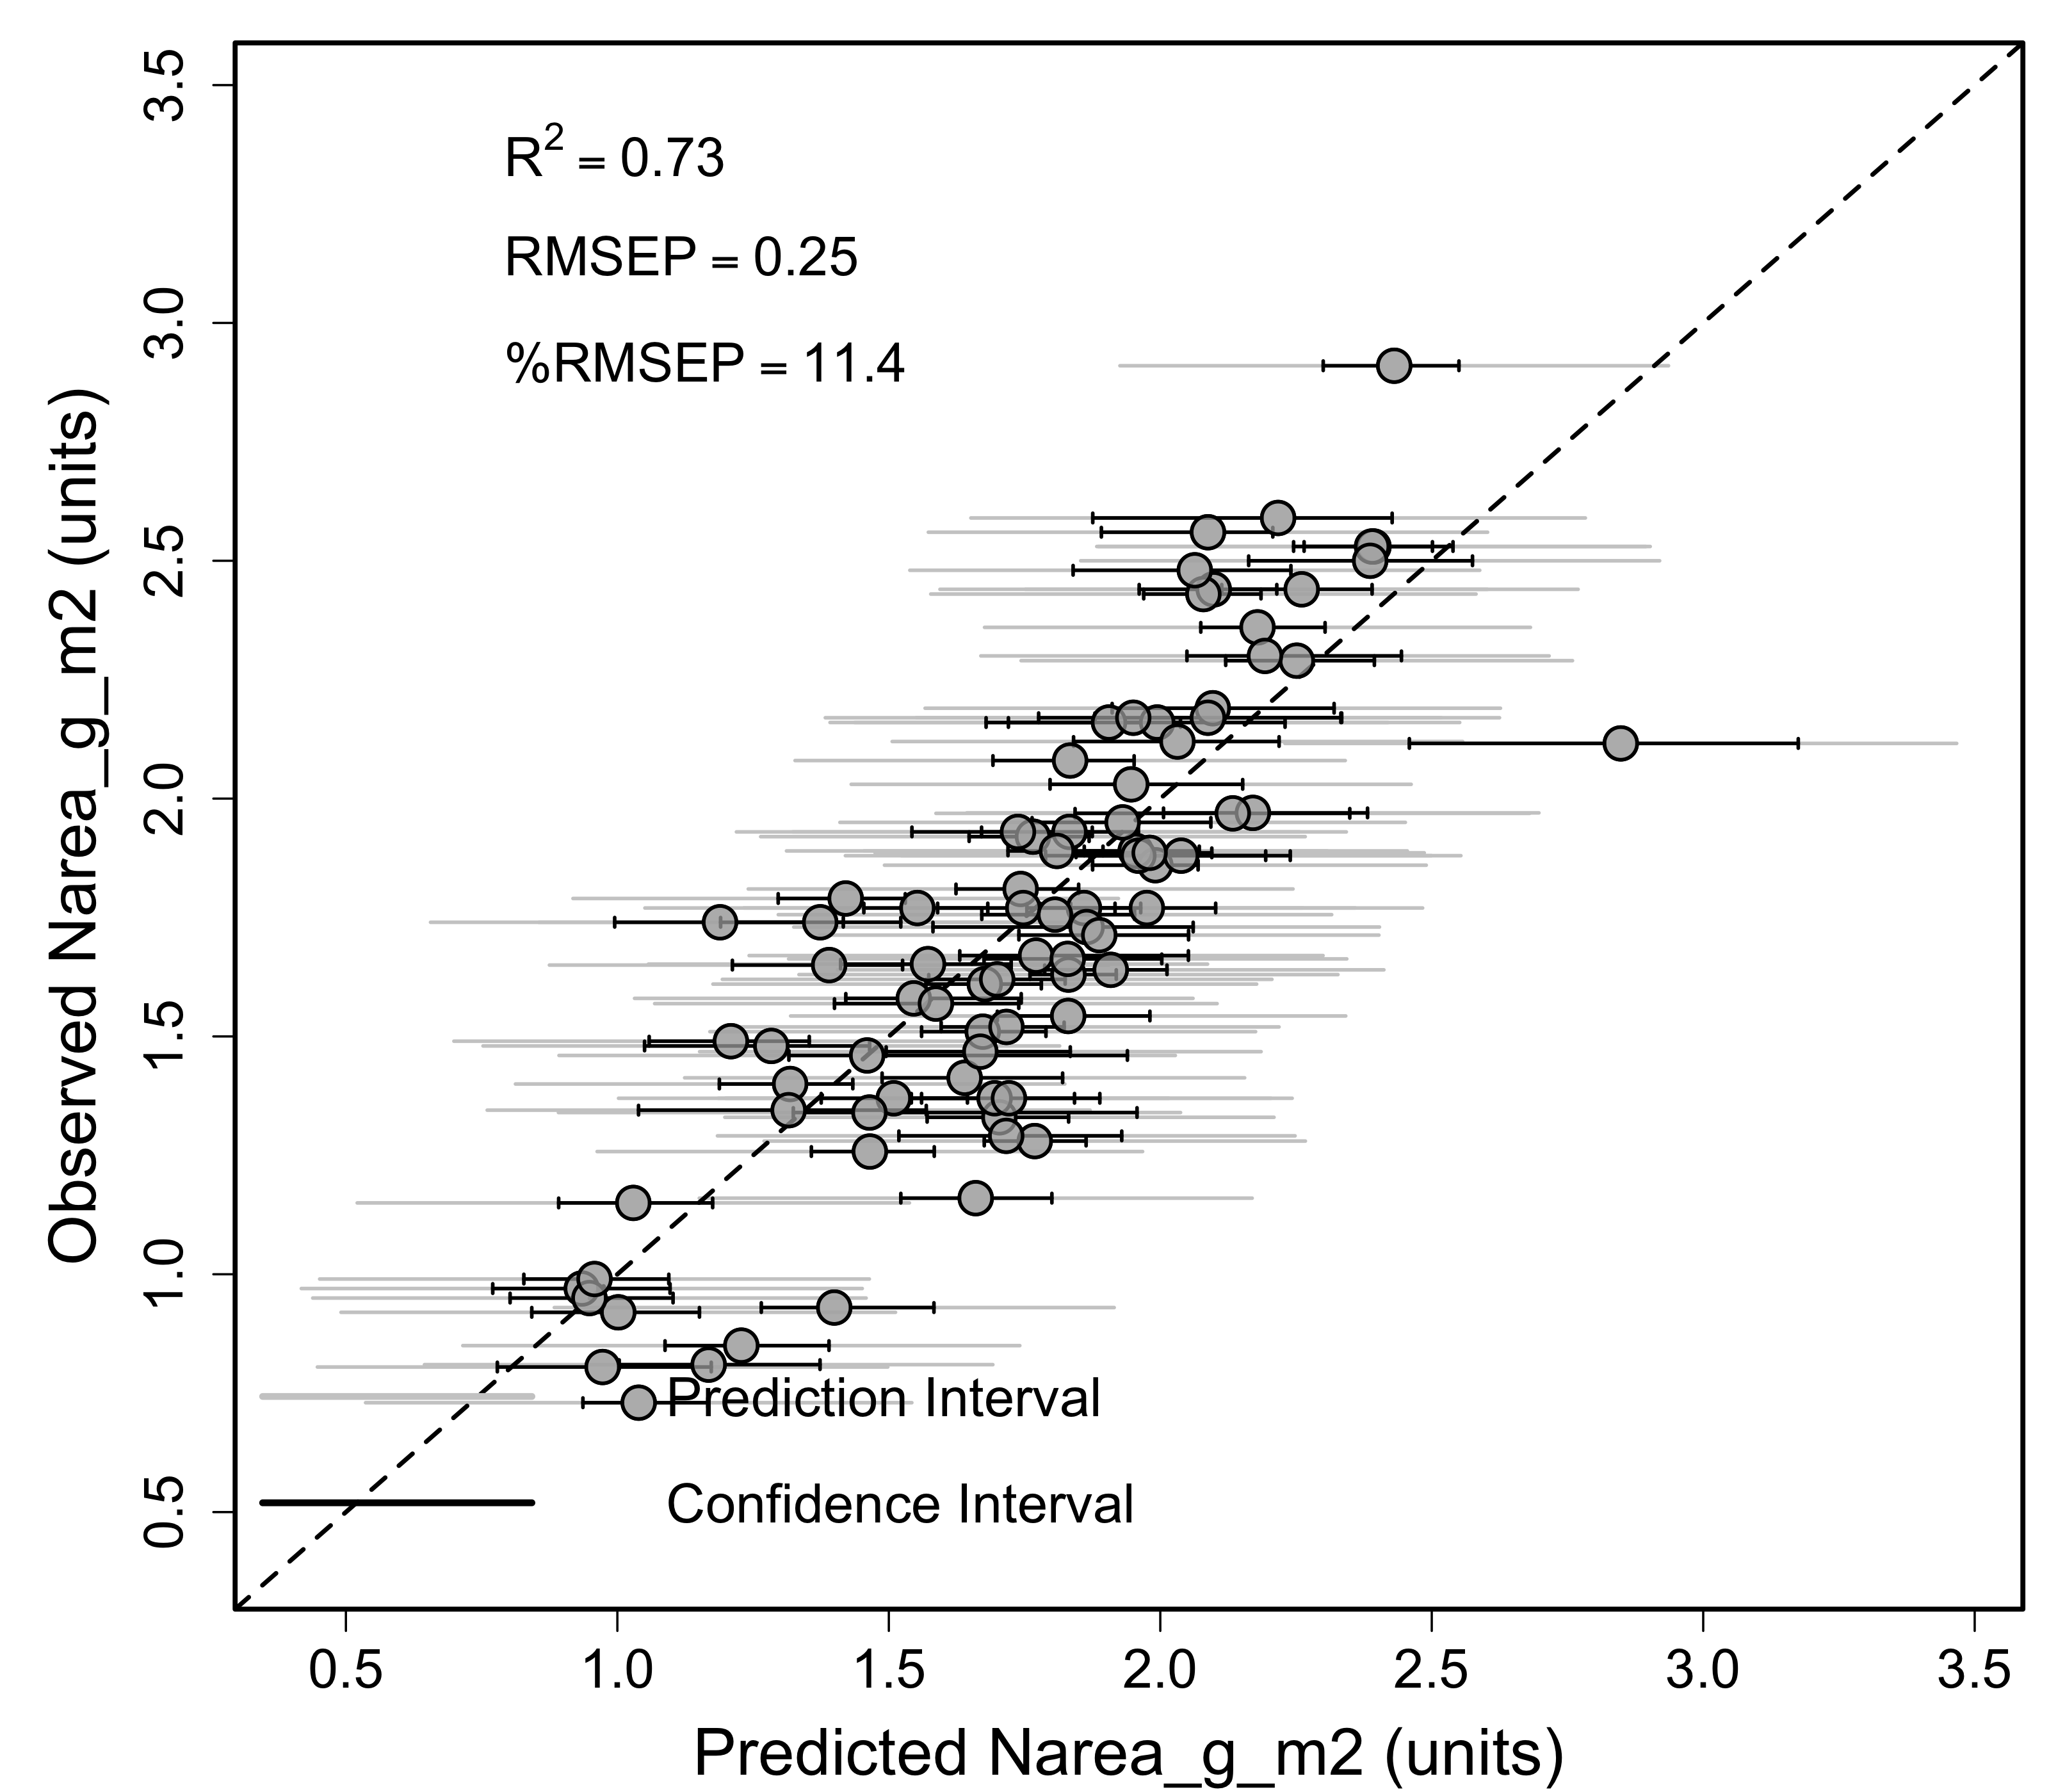 R² = 0.73
RMSEP = 0.25
%RMSEP = 11.4
Prediction Interval
Confidence Interval
Observed Narea_g_m2 (units)
3.5
3.0
2.5
2.0
1.5
1.0
0.5
0.5 1.0 1.5 2.0 2.5 3.0 3.5
Predicted Narea_g_m2 (units)